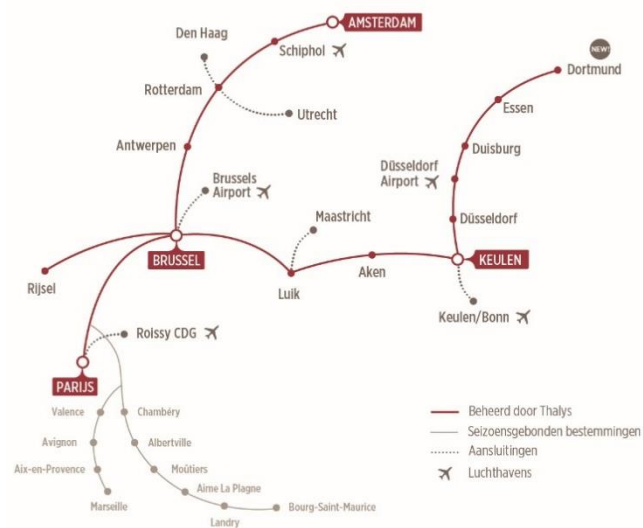 AMSTERDAM
Den Haag
Schiphol
NEW!
Dortmund
Rotterdam
Utrecht
Essen
Antwerpen
Duisburg
Düsseldorf
Airport
Brussels
Airport
Maastricht
Düsseldorf
BRUSSEL
Aken
KEULEN
Rijsel
Luik
Keulen/Bonn
Roissy CDG
PARIJS
Valence
Chambéry
Avignon
Albertville
Aix-en-Provence
Moûtiers
Marseille
Aime La Plagne
Landry
Bourg-Saint-Maurice
Beheerd door Thalys
Seizoensgebonden bestemmingen
Aansluitingen
Luchthavens